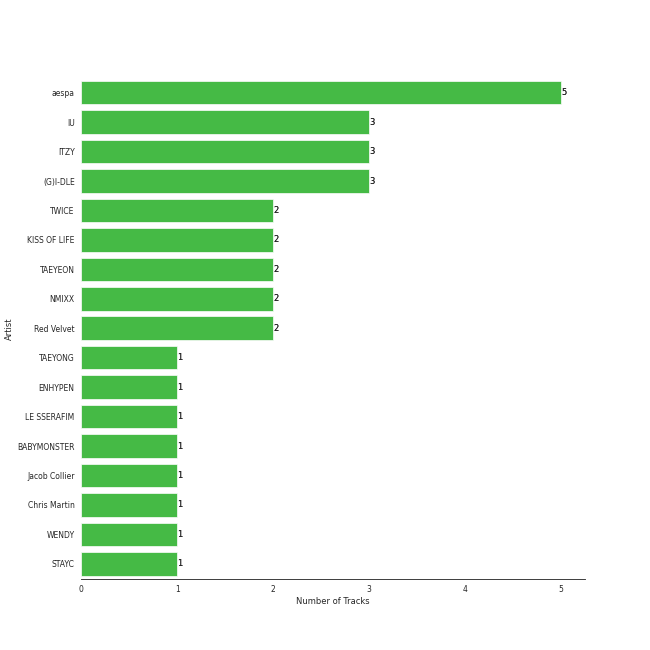 aespa 5
IU 3
ITZY 3
(G)I-DLE 3
TWICE 2
KISS OF LIFE 2
TAEYEON 2
NMIXX 2
Red Velvet 2
TAEYONG 1
ENHYPEN 1
LE SSERAFIM 1
BABYMONSTER 1
Jacob Collier 1
Chris Martin 1
WENDY 1
STAYC 1
Artist
0 1 2 3 4 5
Number of Tracks